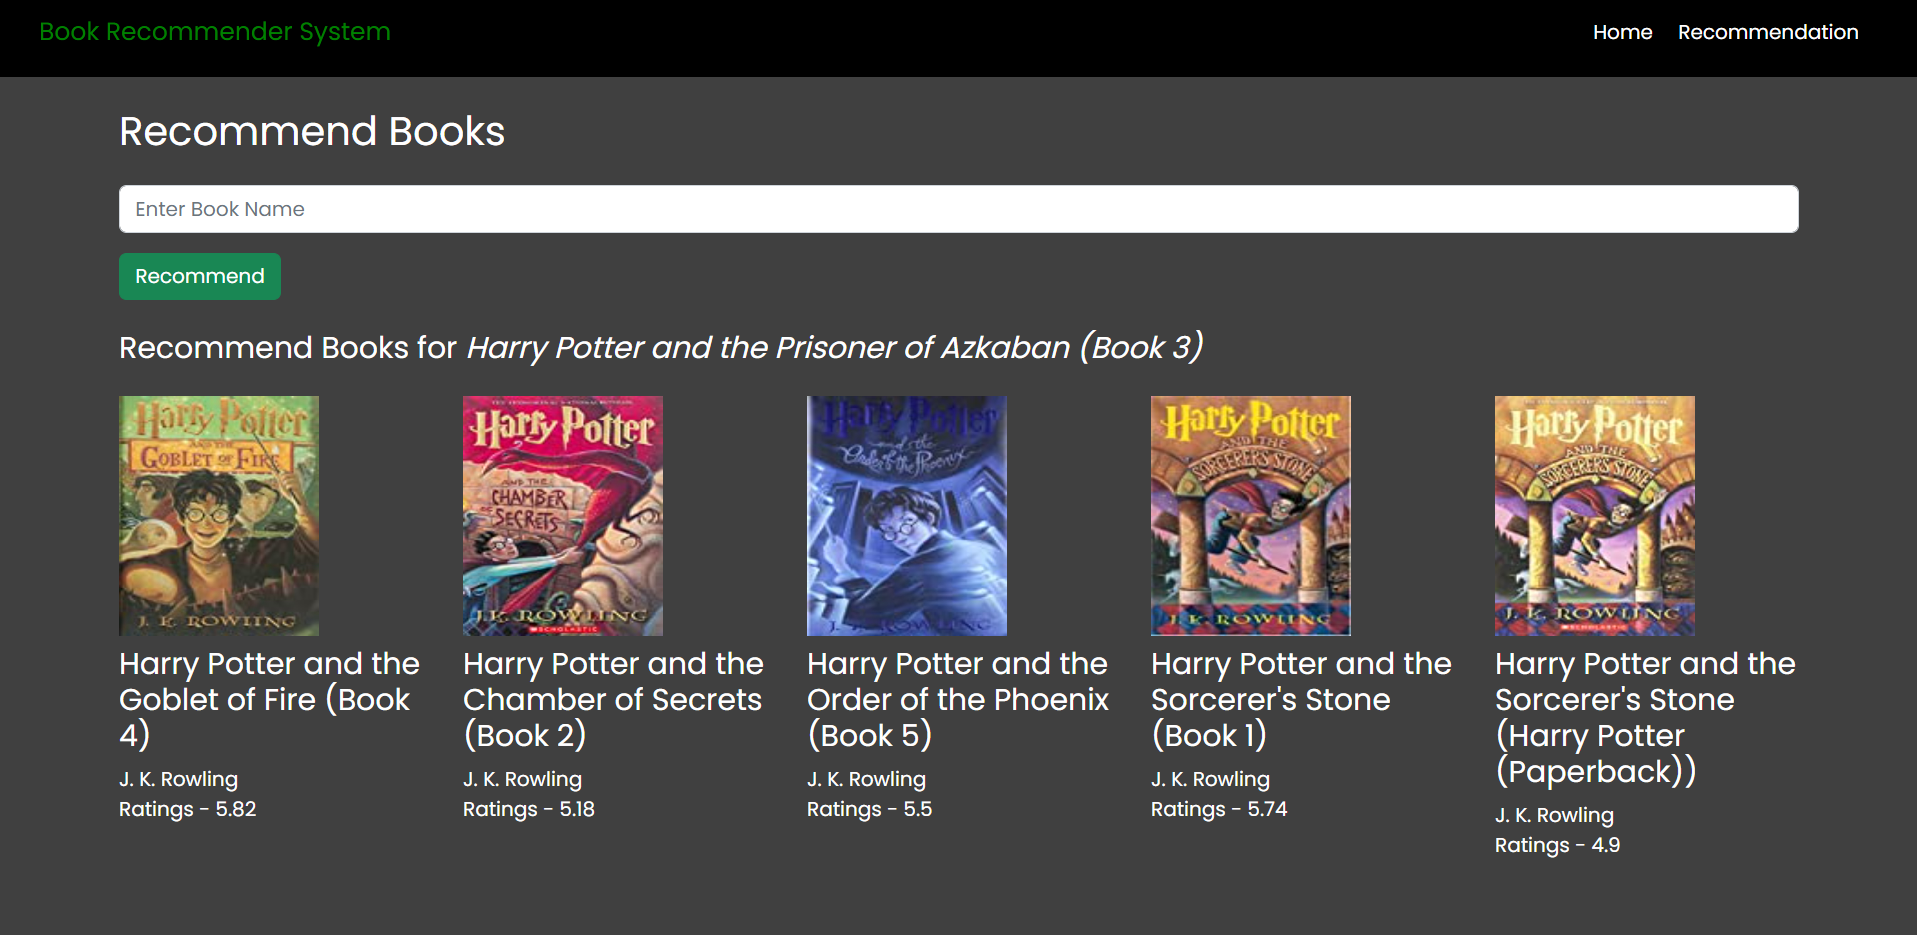 Book Recommender System
Home Recommendation
Recommend Books
Enter Book Name
Recommend
Recommend Books for Harry Potter and the Prisoner of Azkaban (Book 3)
Harry Potter
AND THE
GOBLET OF FIRE
J. K. ROWLING
Harry Potter
AND THE
CHAMBER
OF
SECRETS
J. K. ROWLING
SCHOLASTIC
Harry Potter
and the
Order of the Phoenix
J. K. ROWLING
Harry Potter
AND THE
SORCERER'S STONE
J. K. ROWLING
Harry Potter
AND THE
SORCERER'S STONE
J. K. ROWLING
SCHOLASTIC
Harry Potter and the
Goblet of Fire (Book
4)
J. K. Rowling
Ratings - 5.82
Harry Potter and the
Chamber of Secrets
(Book 2)
J. K. Rowling
Ratings - 5.18
Harry Potter and the
Order of the Phoenix
(Book 5)
J. K. Rowling
Ratings - 5.5
Harry Potter and the
Sorcerer's Stone
(Book 1)
J. K. Rowling
Ratings - 5.74
Harry Potter and the
Sorcerer's Stone
(Harry Potter
(Paperback))
J. K. Rowling
Ratings - 4.9